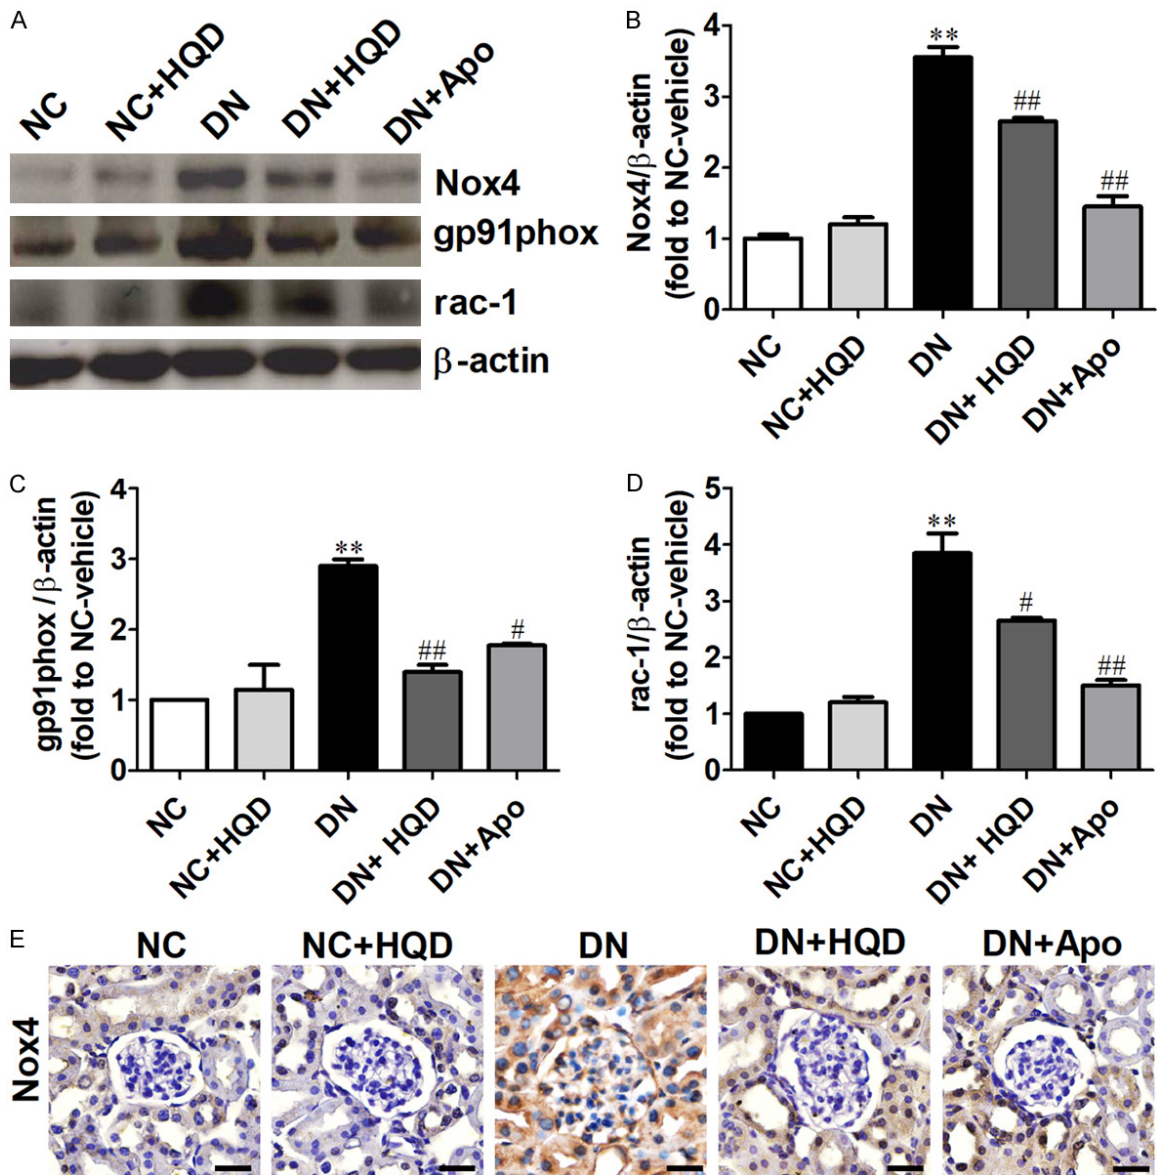 A
NC
NC+HQD
DN
DN+HQD
DN+Apo
Nox4
gp91phox
rac-1
β-actin
B
Nox4/β-actin
(fold to NC-vehicle)
4
3
2
1
0
**
##
##
NC
NC+HQD
DN
DN+ HQD
DN+Apo
C
gp91phox /β-actin
(fold to NC-vehicle)
4
3
2
1
0
**
##
#
NC
NC+HQD
DN
DN+ HQD
DN+Apo
D
rac-1/β-actin
(fold to NC-vehicle)
5
4
3
2
1
0
**
#
##
NC
NC+HQD
DN
DN+ HQD
DN+Apo
E
NC
NC+HQD
DN
DN+HQD
DN+Apo
Nox4